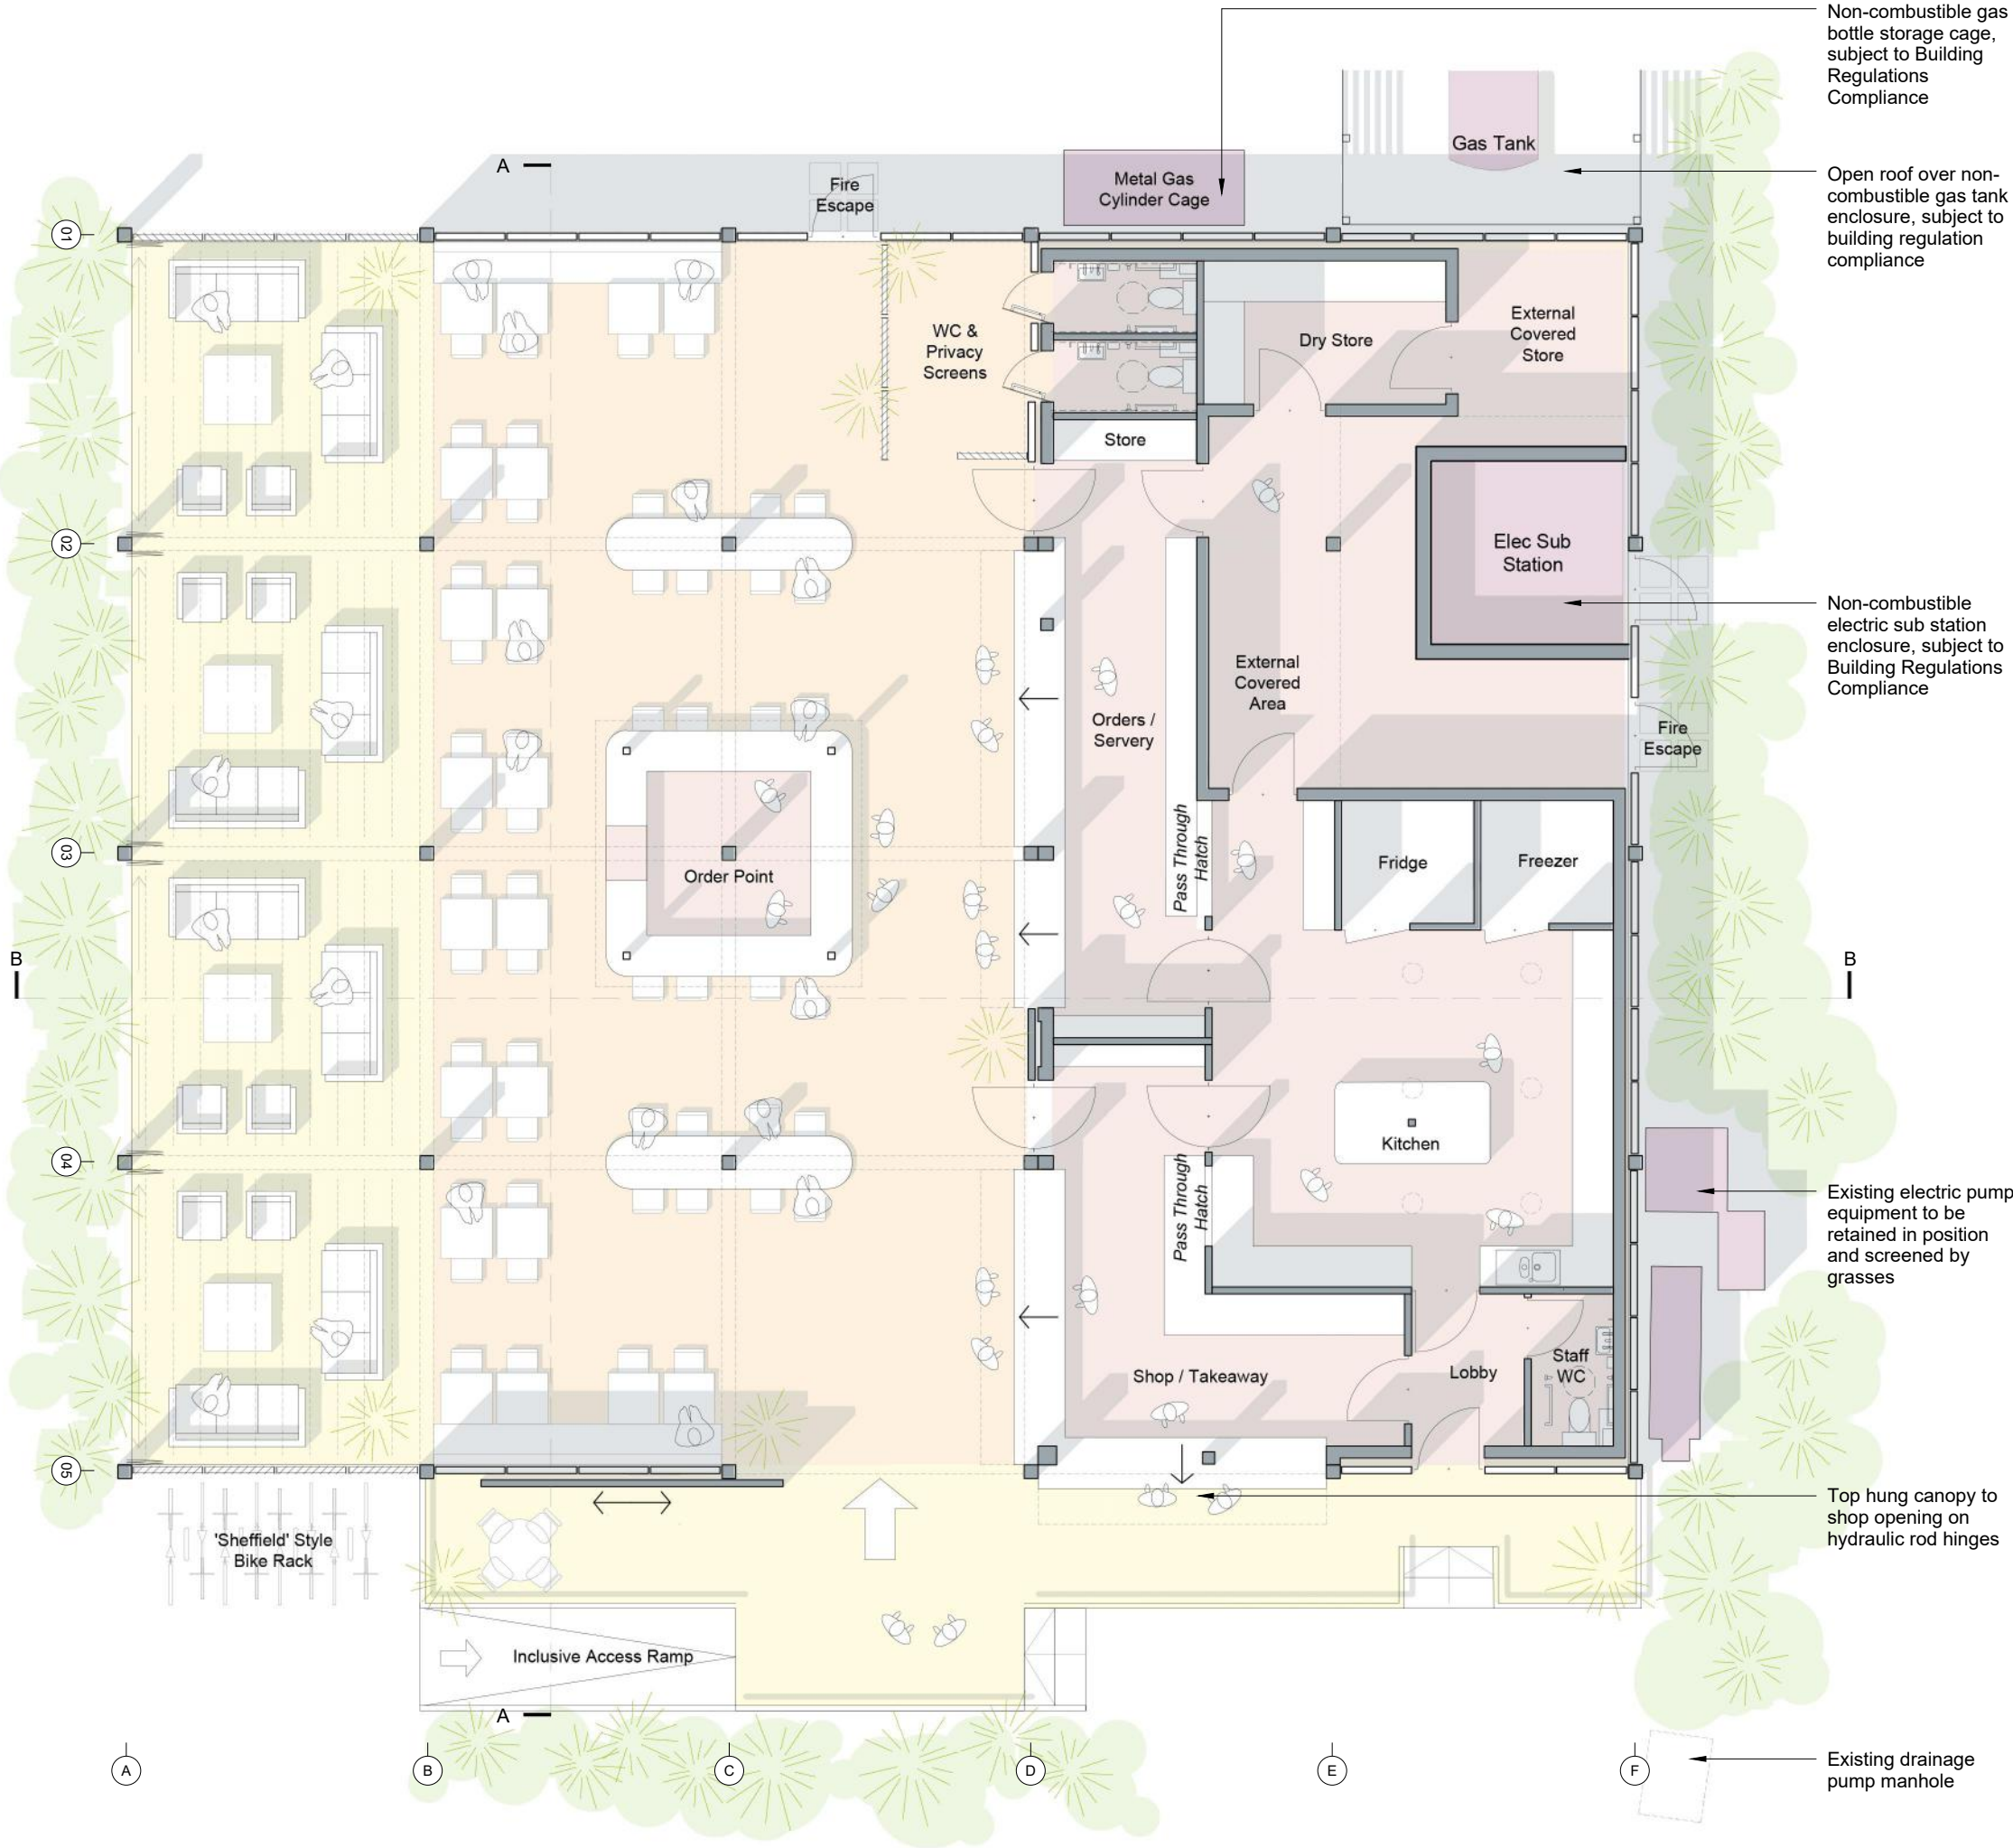 Non-combustible gas
bottle storage cage,
subject to Building
Regulations
Compliance
Gas Tank
A
Metal Gas
Cylinder Cage
Fire
Escape
Open roof over non-
combustible gas tank
enclosure, subject to
building regulation
compliance
01
External
Covered
Store
WC &
Privacy
Screens
Dry Store
Store
02
Elec Sub
Station
Non-combustible
electric sub station
enclosure, subject to
Building Regulations
Compliance
External
Covered
Area
Orders /
Servery
Fire
Escape
Pass Through
Hatch
03
Order Point
Fridge
Freezer
B
B
Kitchen
04
Pass Through
Hatch
Existing electric pump
equipment to be
retained in position
and screened by
grasses
Shop / Takeaway
Lobby
Staff
WC
05
Top hung canopy to
shop opening on
hydraulic rod hinges
'Sheffield' Style
Bike Rack
Inclusive Access Ramp
A
A
B
C
D
E
F
Existing drainage
pump manhole